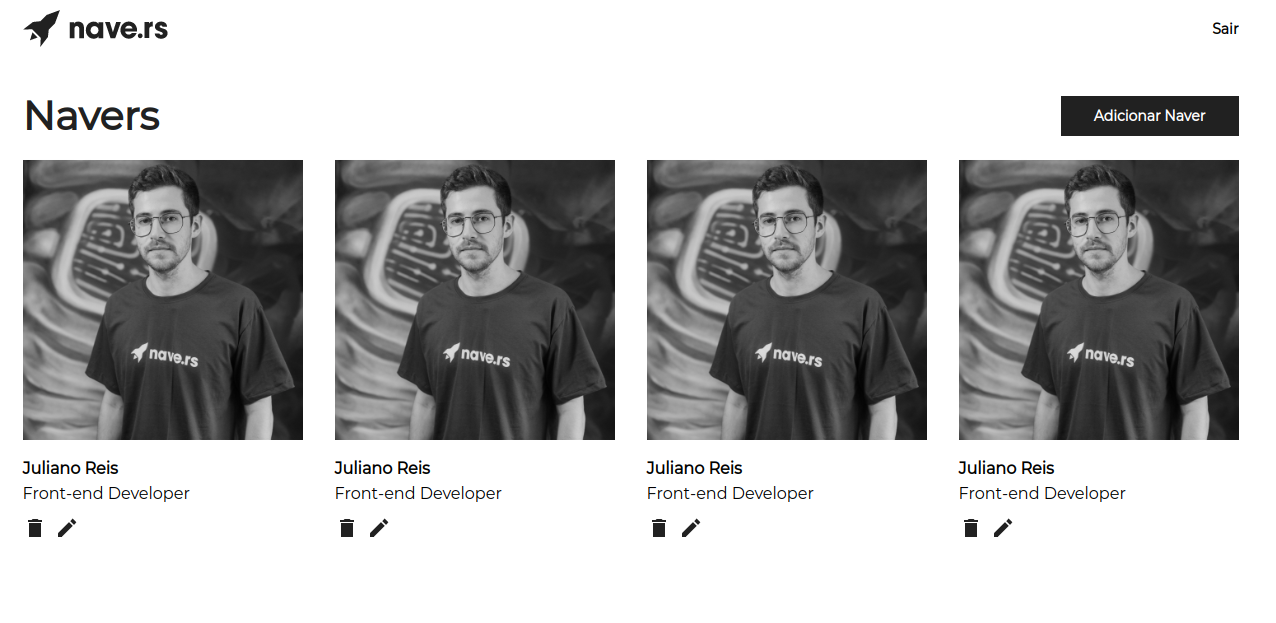 nave.rs
Sair
Navers
Adicionar Naver
nave.rs
nave.rs
nave.rs
nave.rs
Juliano Reis
Juliano Reis
Juliano Reis
Juliano Reis
Front-end Developer
Front-end Developer
Front-end Developer
Front-end Developer